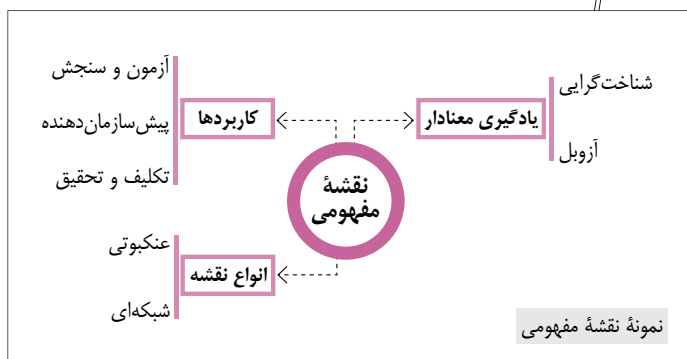 نقشهٔ
مفهومی
یادگیری معنادار
شناخت‌گرایی
آزوبل
کاربردها
آزمون و سنجش
پیش‌سازمان‌دهنده
تکلیف و تحقیق
انواع نقشه
عنکبوتی
شبکه‌ای
نمونهٔ نقشهٔ مفهومی